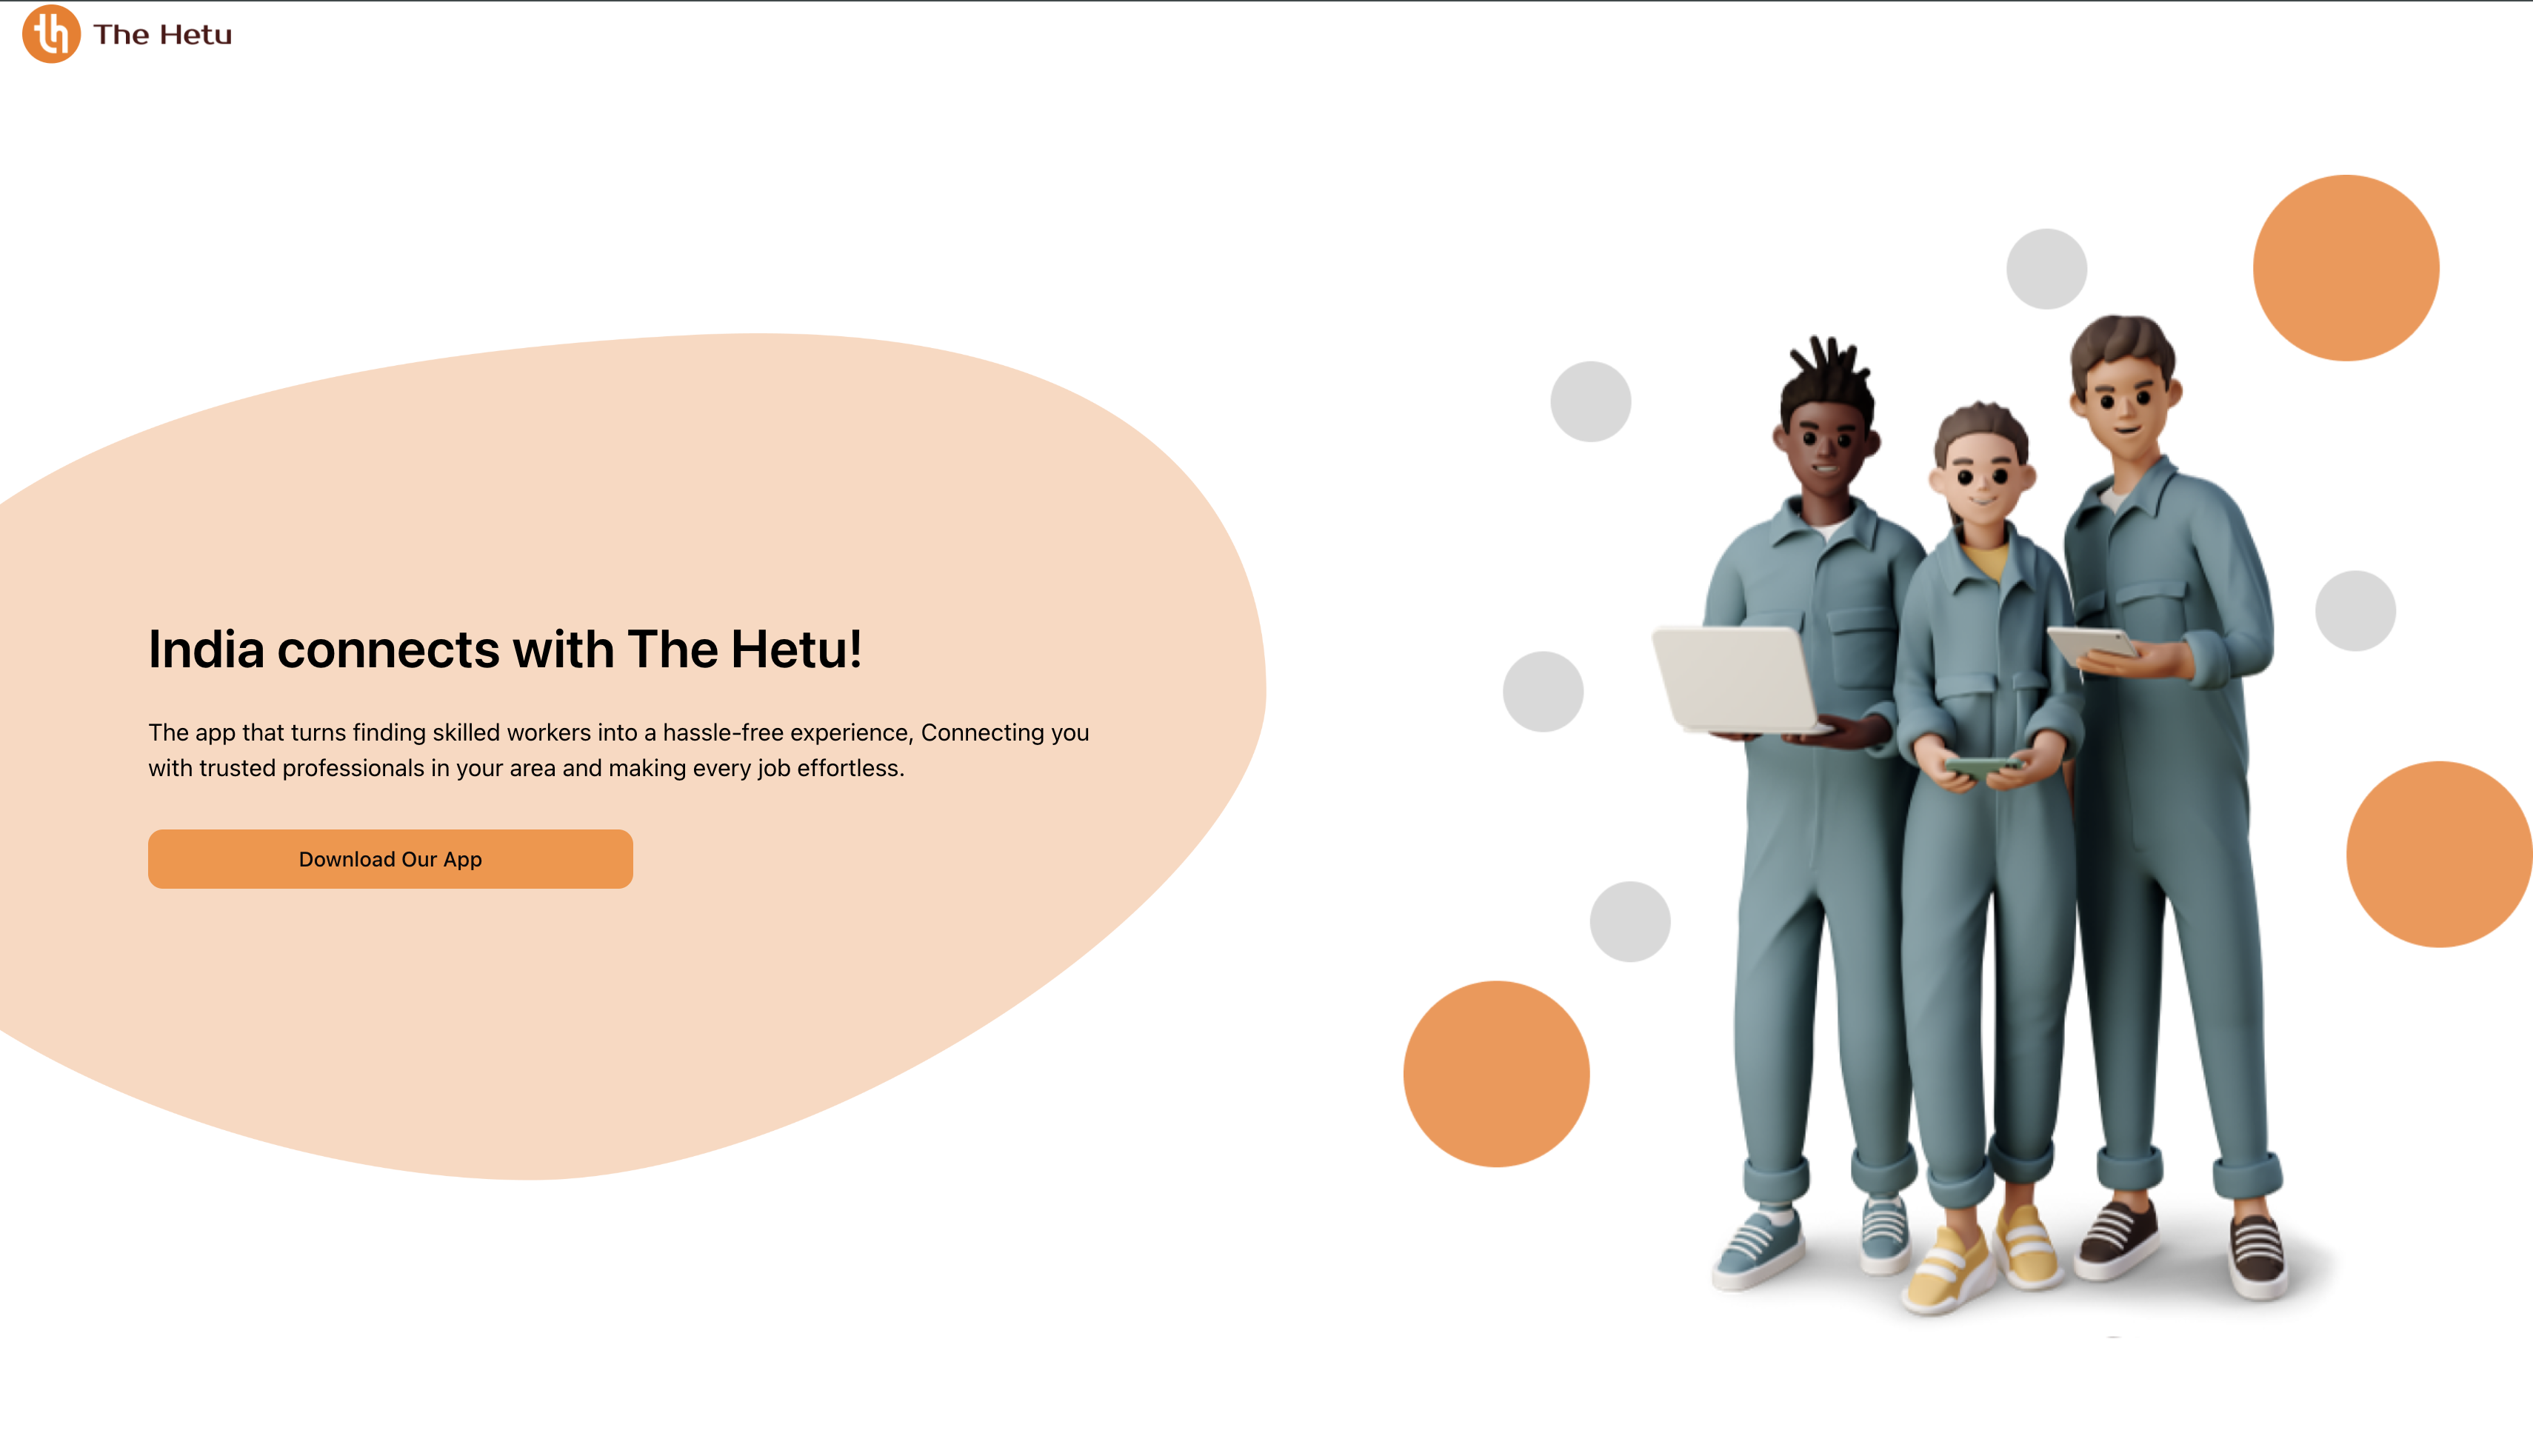 The Hetu
India connects with The Hetu!
The app that turns finding skilled workers into a hassle-free experience, Connecting you
with trusted professionals in your area and making every job effortless.
Download Our App